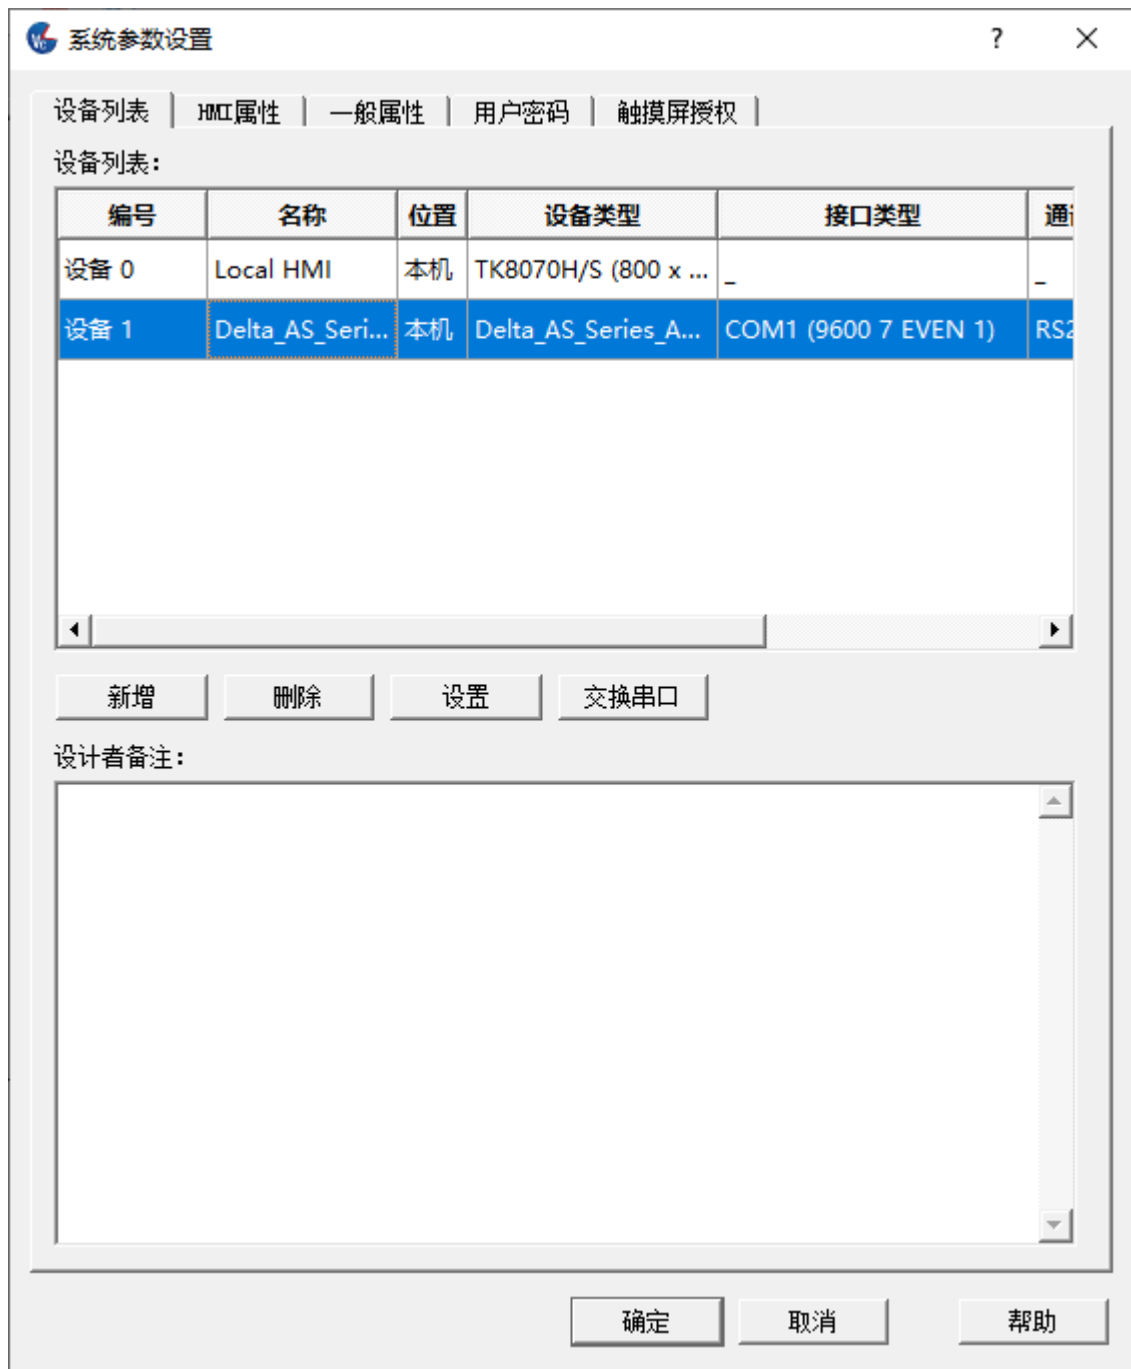 系统参数设置
设备列表 HMI属性 一般属性 用户密码 触摸屏授权
设备列表:
编号 名称 位置 设备类型 接口类型
设备 0 Local HMI 本机 TK8070H/S (800 x ... _ _
设备 1 Delta_AS_Seri... 本机 Delta_AS_Series_A... COM1 (9600 7 EVEN 1) RS2
新增 删除 设置 交换串口
设计者备注:
确定 取消 帮助